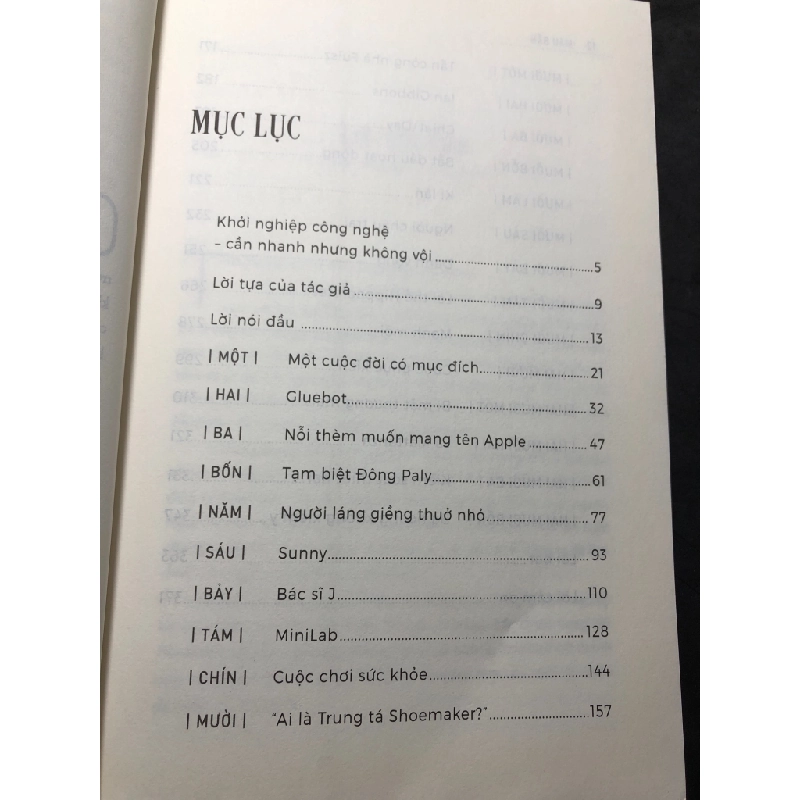 MỤC LỤC
Khởi nghiệp công nghệ
- cần nhanh nhưng không vội 5
Lời tựa của tác giả 9
Lời nói đầu 13
| MỘT | Một cuộc đời có mục đích 21
| HAI | Gluebot 32
| BA | Nỗi thèm muốn mang tên Apple 47
| BỐN | Tạm biệt Đông Paly 61
| NĂM | Người láng giềng thuở nhỏ 77
| SÁU | Sunny 93
| BẢY | Bác sĩ J 110
| TÁM | MiniLab 128
| CHÍN | Cuộc chơi sức khỏe 144
| MƯỜI | "Ai là Trung tá Shoemaker?" 157